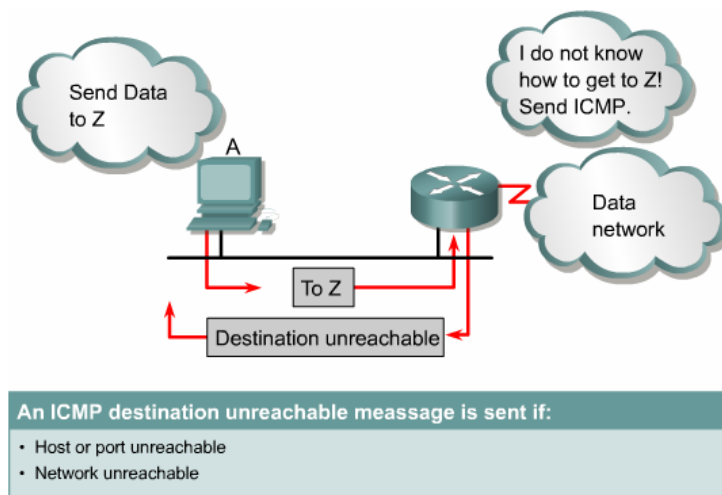 Send Data
to Z
I do not know
how to get to Z!
Send ICMP.
A
Data
network
To Z
Destination unreachable
An ICMP destination unreachable meassage is sent if:
• Host or port unreachable
• Network unreachable